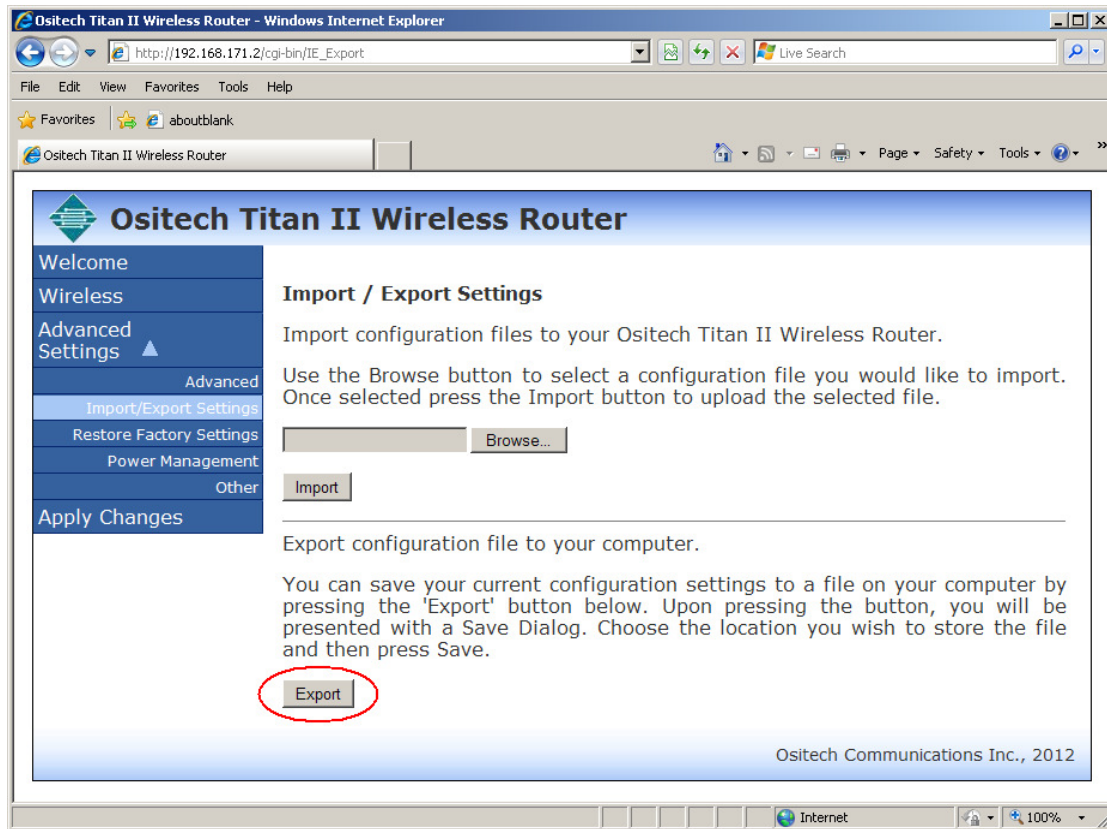 Ositech Titan II Wireless Router - Windows Internet Explorer
http://192.168.171.2/cgi-bin/IE_Export
Live Search
File Edit View Favorites Tools Help
Favorites aboutblank
Ositech Titan II Wireless Router
Page Safety Tools
Ositech Titan II Wireless Router
Welcome
Wireless
Advanced
Settings
Advanced
Import/Export Settings
Restore Factory Settings
Power Management
Other
Apply Changes
Import / Export Settings
Import configuration files to your Ositech Titan II Wireless Router.
Use the Browse button to select a configuration file you would like to import.
Once selected press the Import button to upload the selected file.
Browse...
Import
Export configuration file to your computer.
You can save your current configuration settings to a file on your computer by
pressing the 'Export' button below. Upon pressing the button, you will be
presented with a Save Dialog. Choose the location you wish to store the file
and then press Save.
Export
Ositech Communications Inc., 2012
Internet
100%